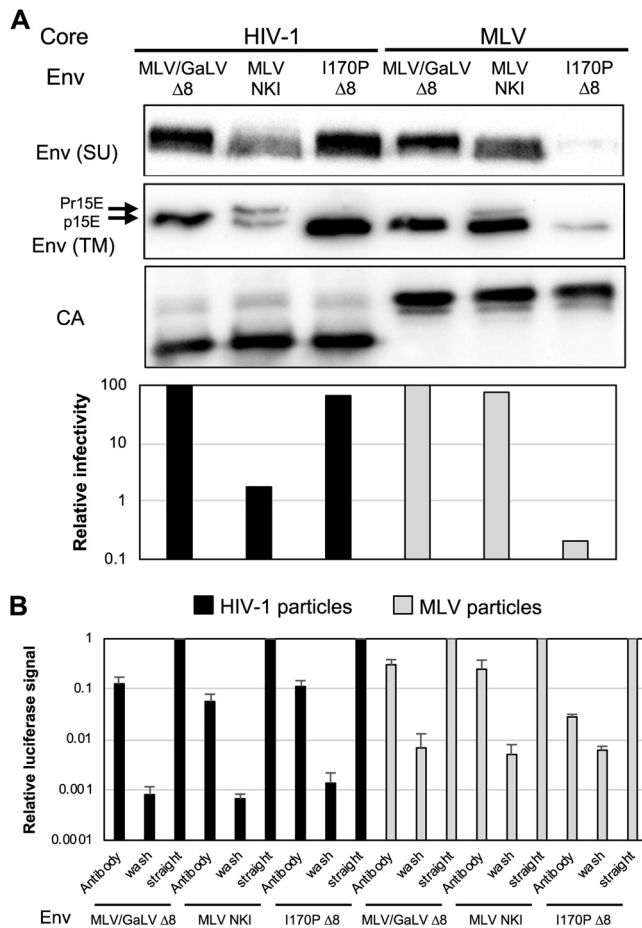 A
Core HIV-1 MLV
Env MLV/GaLV Δ8 MLV NKI I170P Δ8 MLV/GaLV Δ8 MLV NKI I170P Δ8
Env (SU)
Pr15E
p15E
Env (TM)
CA
Relative infectivity
100
10
1
0.1
B
HIV-1 particles MLV particles
Relative luciferase signal
1
0.1
0.01
0.001
0.0001
Antibody wash straight Antibody wash straight Antibody wash straight Antibody wash straight Antibody wash straight Antibody wash straight
Env MLV/GaLV Δ8 MLV NKI I170P Δ8 MLV/GaLV Δ8 MLV NKI I170P Δ8